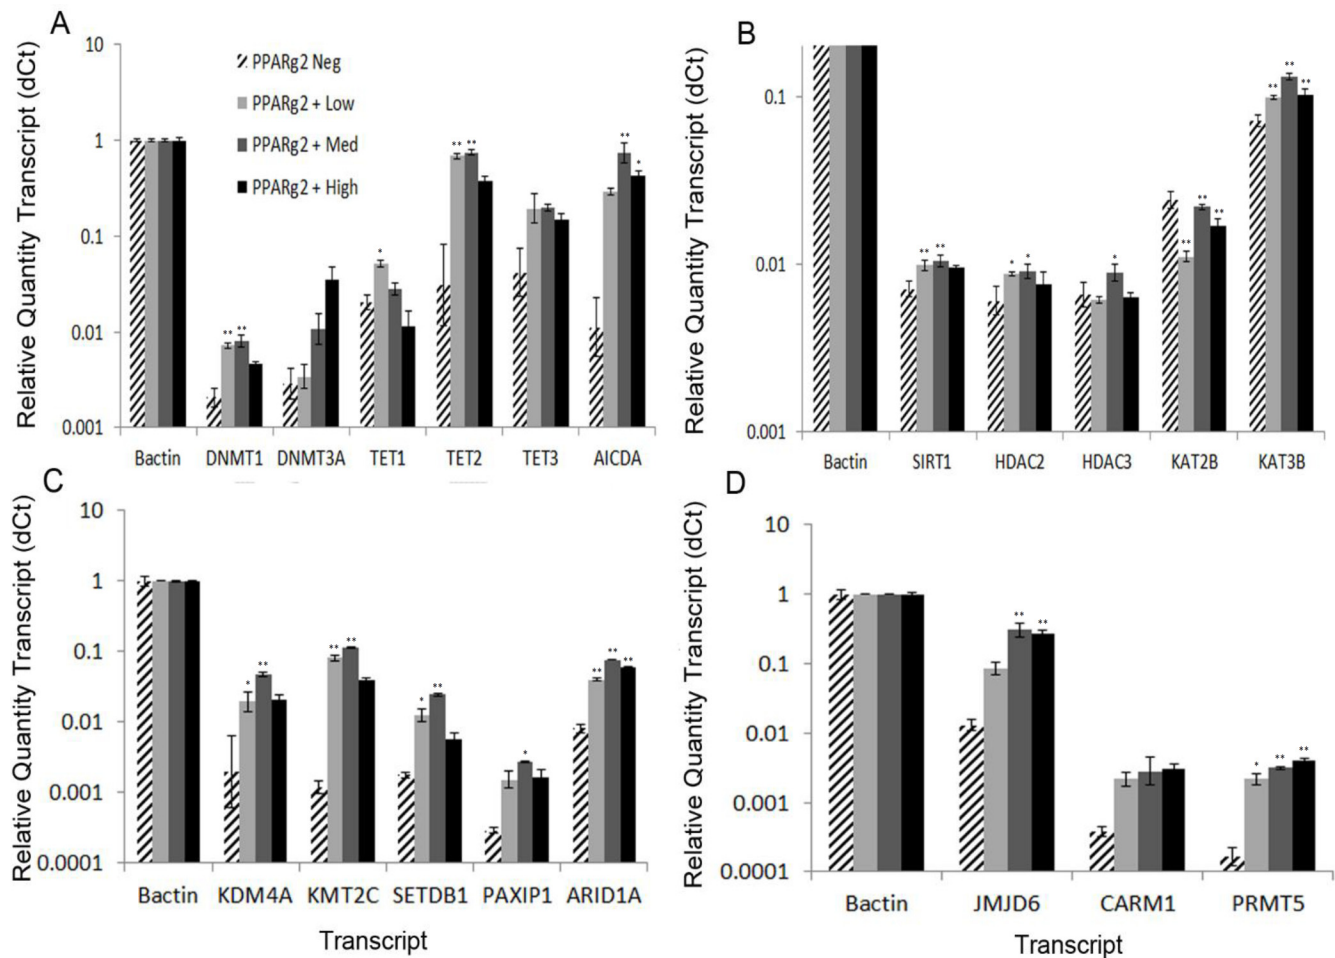 A
Relative Quantity Transcript (dCt)
10
1
0.1
0.01
0.001
PPARg2 Neg
PPARg2 + Low
PPARg2 + Med
PPARg2 + High
** **
*
** **
** *
Bactin DNMT1 DNMT3A TET1 TET2 TET3 AICDA
B
Relative Quantity Transcript (dCt)
0.1
0.01
0.001
** **
* *
*
** ** **
** ** **
Bactin SIRT1 HDAC2 HDAC3 KAT2B KAT3B
C
Relative Quantity Transcript (dCt)
10
1
0.1
0.01
0.001
0.0001
* **
** **
* **
*
** ** **
Bactin KDM4A KMT2C SETDB1 PAXIP1 ARID1A
Transcript
D
Relative Quantity Transcript (dCt)
10
1
0.1
0.01
0.001
0.0001
** **
* ** **
Bactin JMJD6 CARM1 PRMT5
Transcript